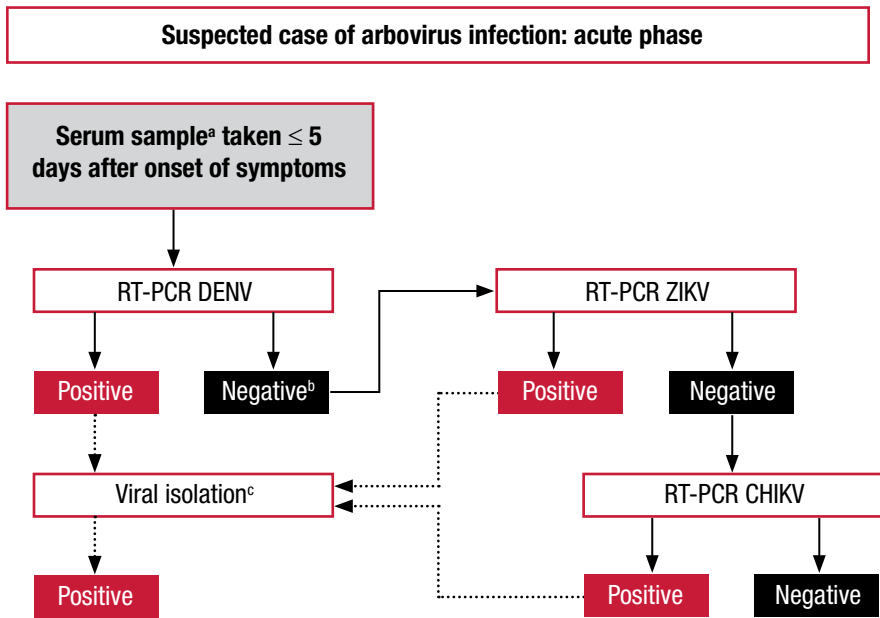 Suspected case of arbovirus infection: acute phase
Serum sampleᵃ taken ≤ 5
days after onset of symptoms
RT-PCR DENV
RT-PCR ZIKV
Positive
Negativeᵇ
Positive
Negative
Viral isolationᶜ
RT-PCR CHIKV
Positive
Positive
Negative